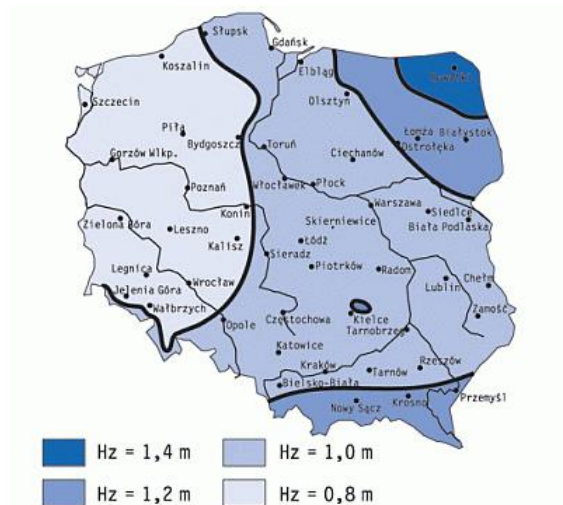 Słupsk
Gdańsk
Koszalin
Elbląg
Suwałki
Szczecin
Olsztyn
Piła
Bydgoszcz
Toruń
Łomża Białystok
Ostrołęka
Gorzów Wlkp.
Ciechanów
Poznań
Włocławek
Płock
Konin
Warszawa
Siedlce
Skierniewice
Biała Podlaska
Zielona Góra
Leszno
Kalisz
Łódź
Sieradz
Piotrków
Radom
Legnica
Wrocław
Lublin
Chełm
Jelenia Góra
Wałbrzych
Opole
Częstochowa
Kielce
Zamość
Tarnobrzeg
Katowice
Kraków
Tarnów
Rzeszów
Bielsko-Biała
Przemyśl
Nowy Sącz
Krosno
Hz = 1,4 m
Hz = 1,0 m
Hz = 1,2 m
Hz = 0,8 m